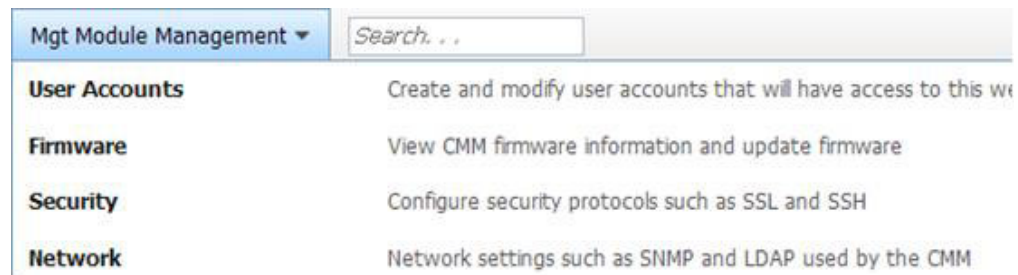 Mgt Module Management Search. . .
User Accounts Create and modify user accounts that will have access to this
Firmware View CMM firmware information and update firmware
Security Configure security protocols such as SSL and SSH
Network Network settings such as SNMP and LDAP used by the CMM